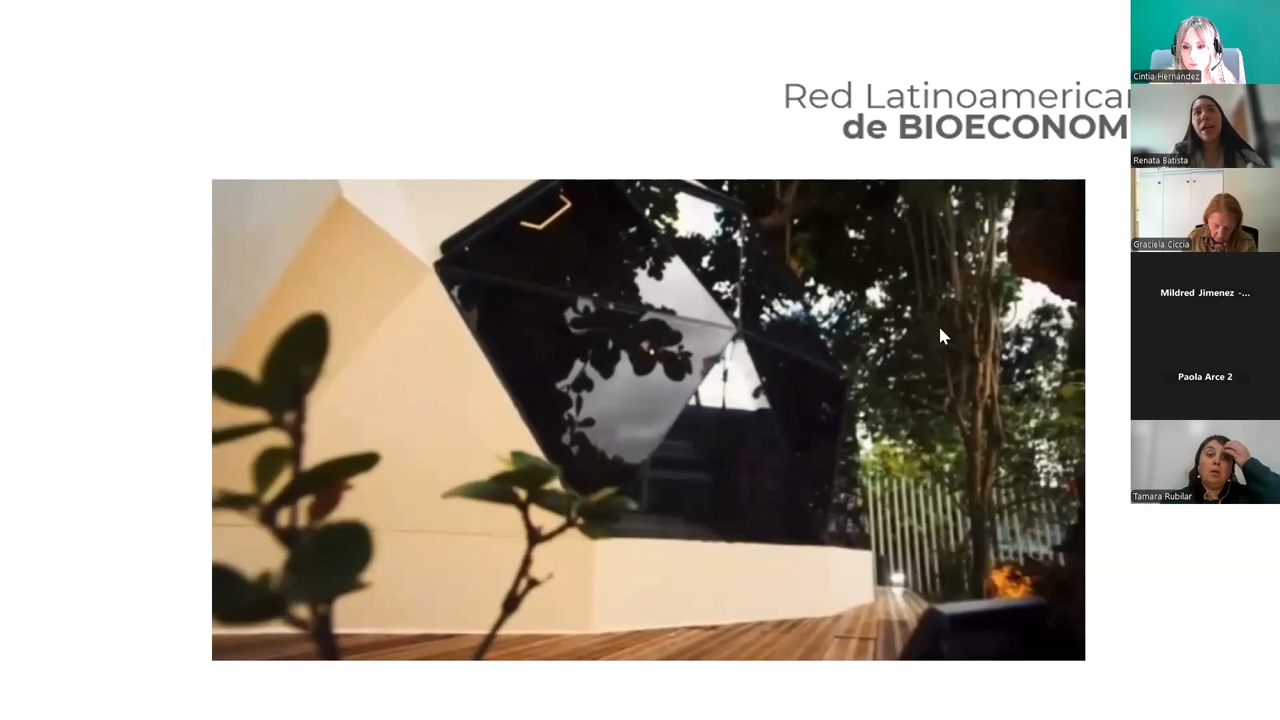 Red Latinoamerican
de BIOECONOM
Cintia Hernández
Renata Batista
Graciela Ciccia
Mildred Jimenez -...
Paola Arce 2
Tamara Rubilar